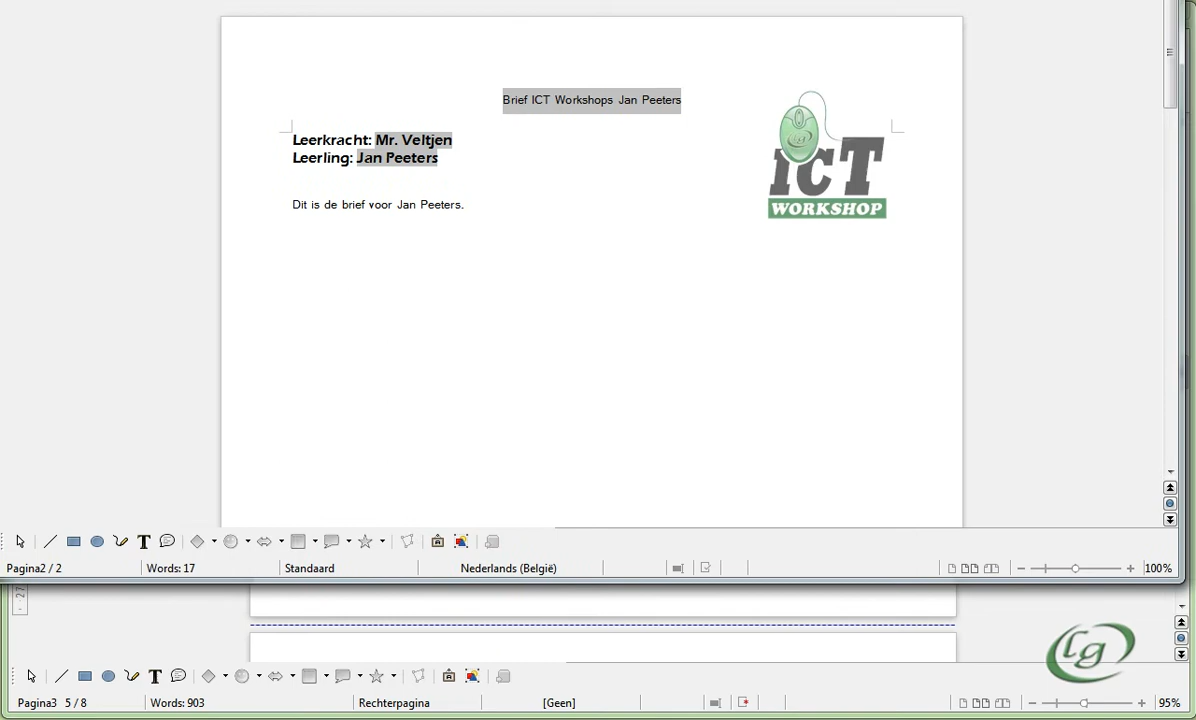 Brief ICT Workshops Jan Peeters
Leerkracht: Mr. Veltjen
Leerling: Jan Peeters
Dit is de brief voor Jan Peeters.
ICT
WORKSHOP
Pagina2 / 2
Words: 17
Standaard
Nederlands (België)
100%
Lg
Pagina3 5 / 8
Words: 903
Rechterpagina
[Geen]
95%